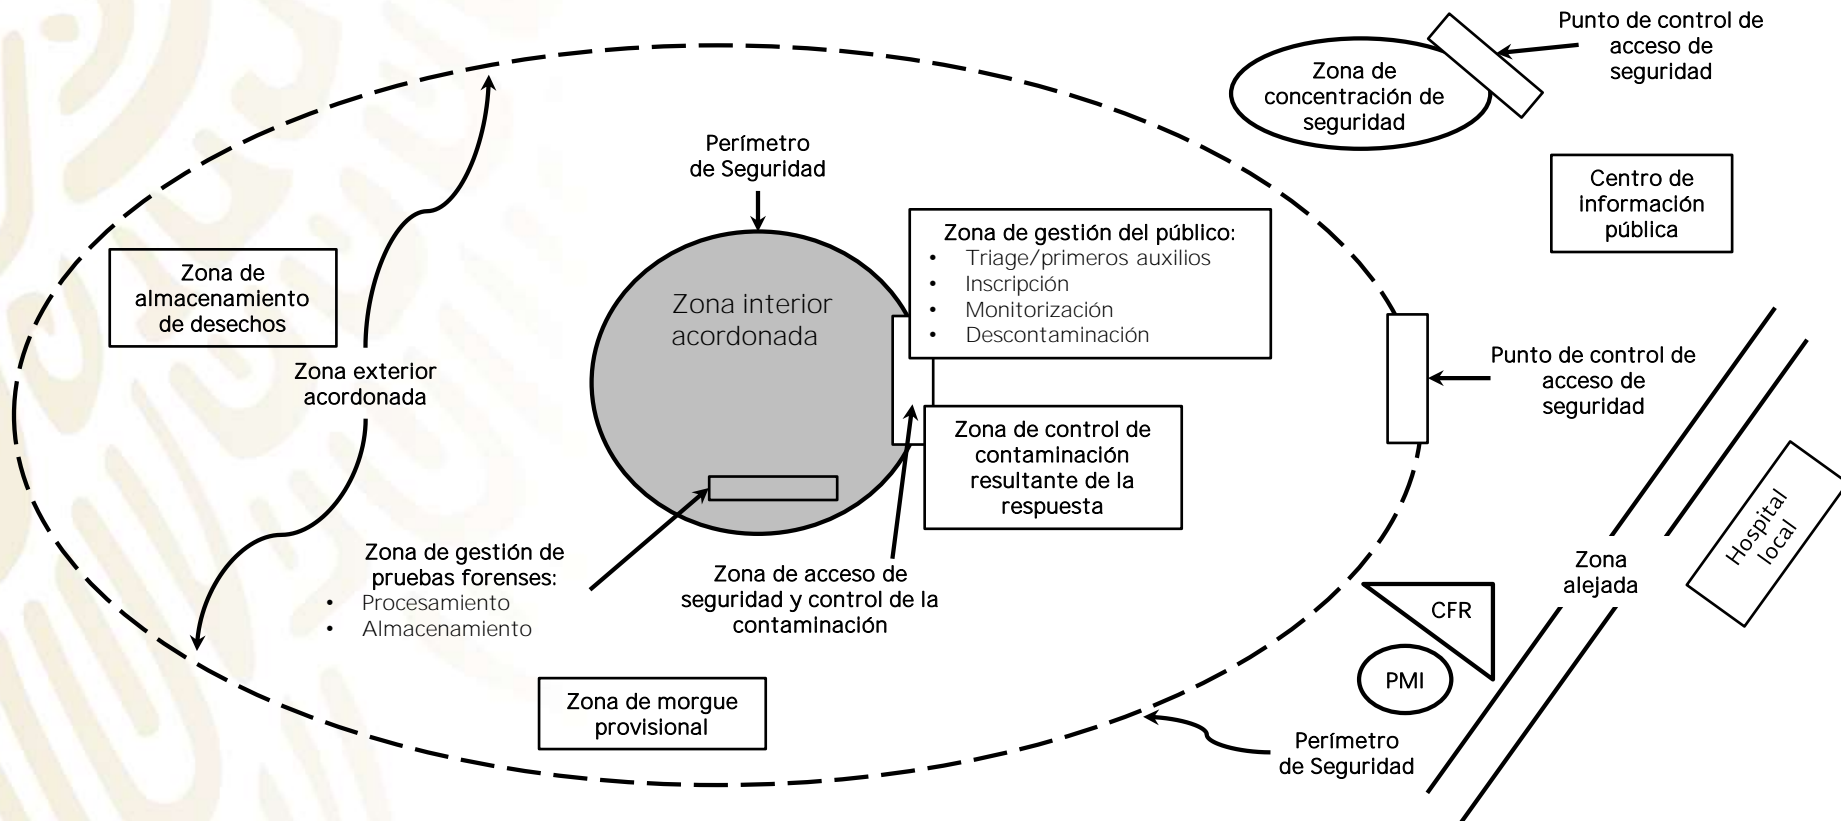 Punto de control de
acceso de
seguridad
Zona de
concentración de
seguridad
Perímetro
de Seguridad
Centro de
información
pública
Zona de gestión del público:
• Triage/primeros auxilios
• Inscripción
• Monitorización
• Descontaminación
Zona de
almacenamiento
de desechos
Zona interior
acordonada
Zona exterior
acordonada
Punto de control de
acceso de
seguridad
Zona de control de
contaminación
resultante de la
respuesta
Hospital
local
Zona de gestión de
pruebas forenses:
• Procesamiento
• Almacenamiento
Zona de acceso de
seguridad y control de la
contaminación
Zona
alejada
CFR
PMI
Zona de morgue
provisional
Perímetro
de Seguridad